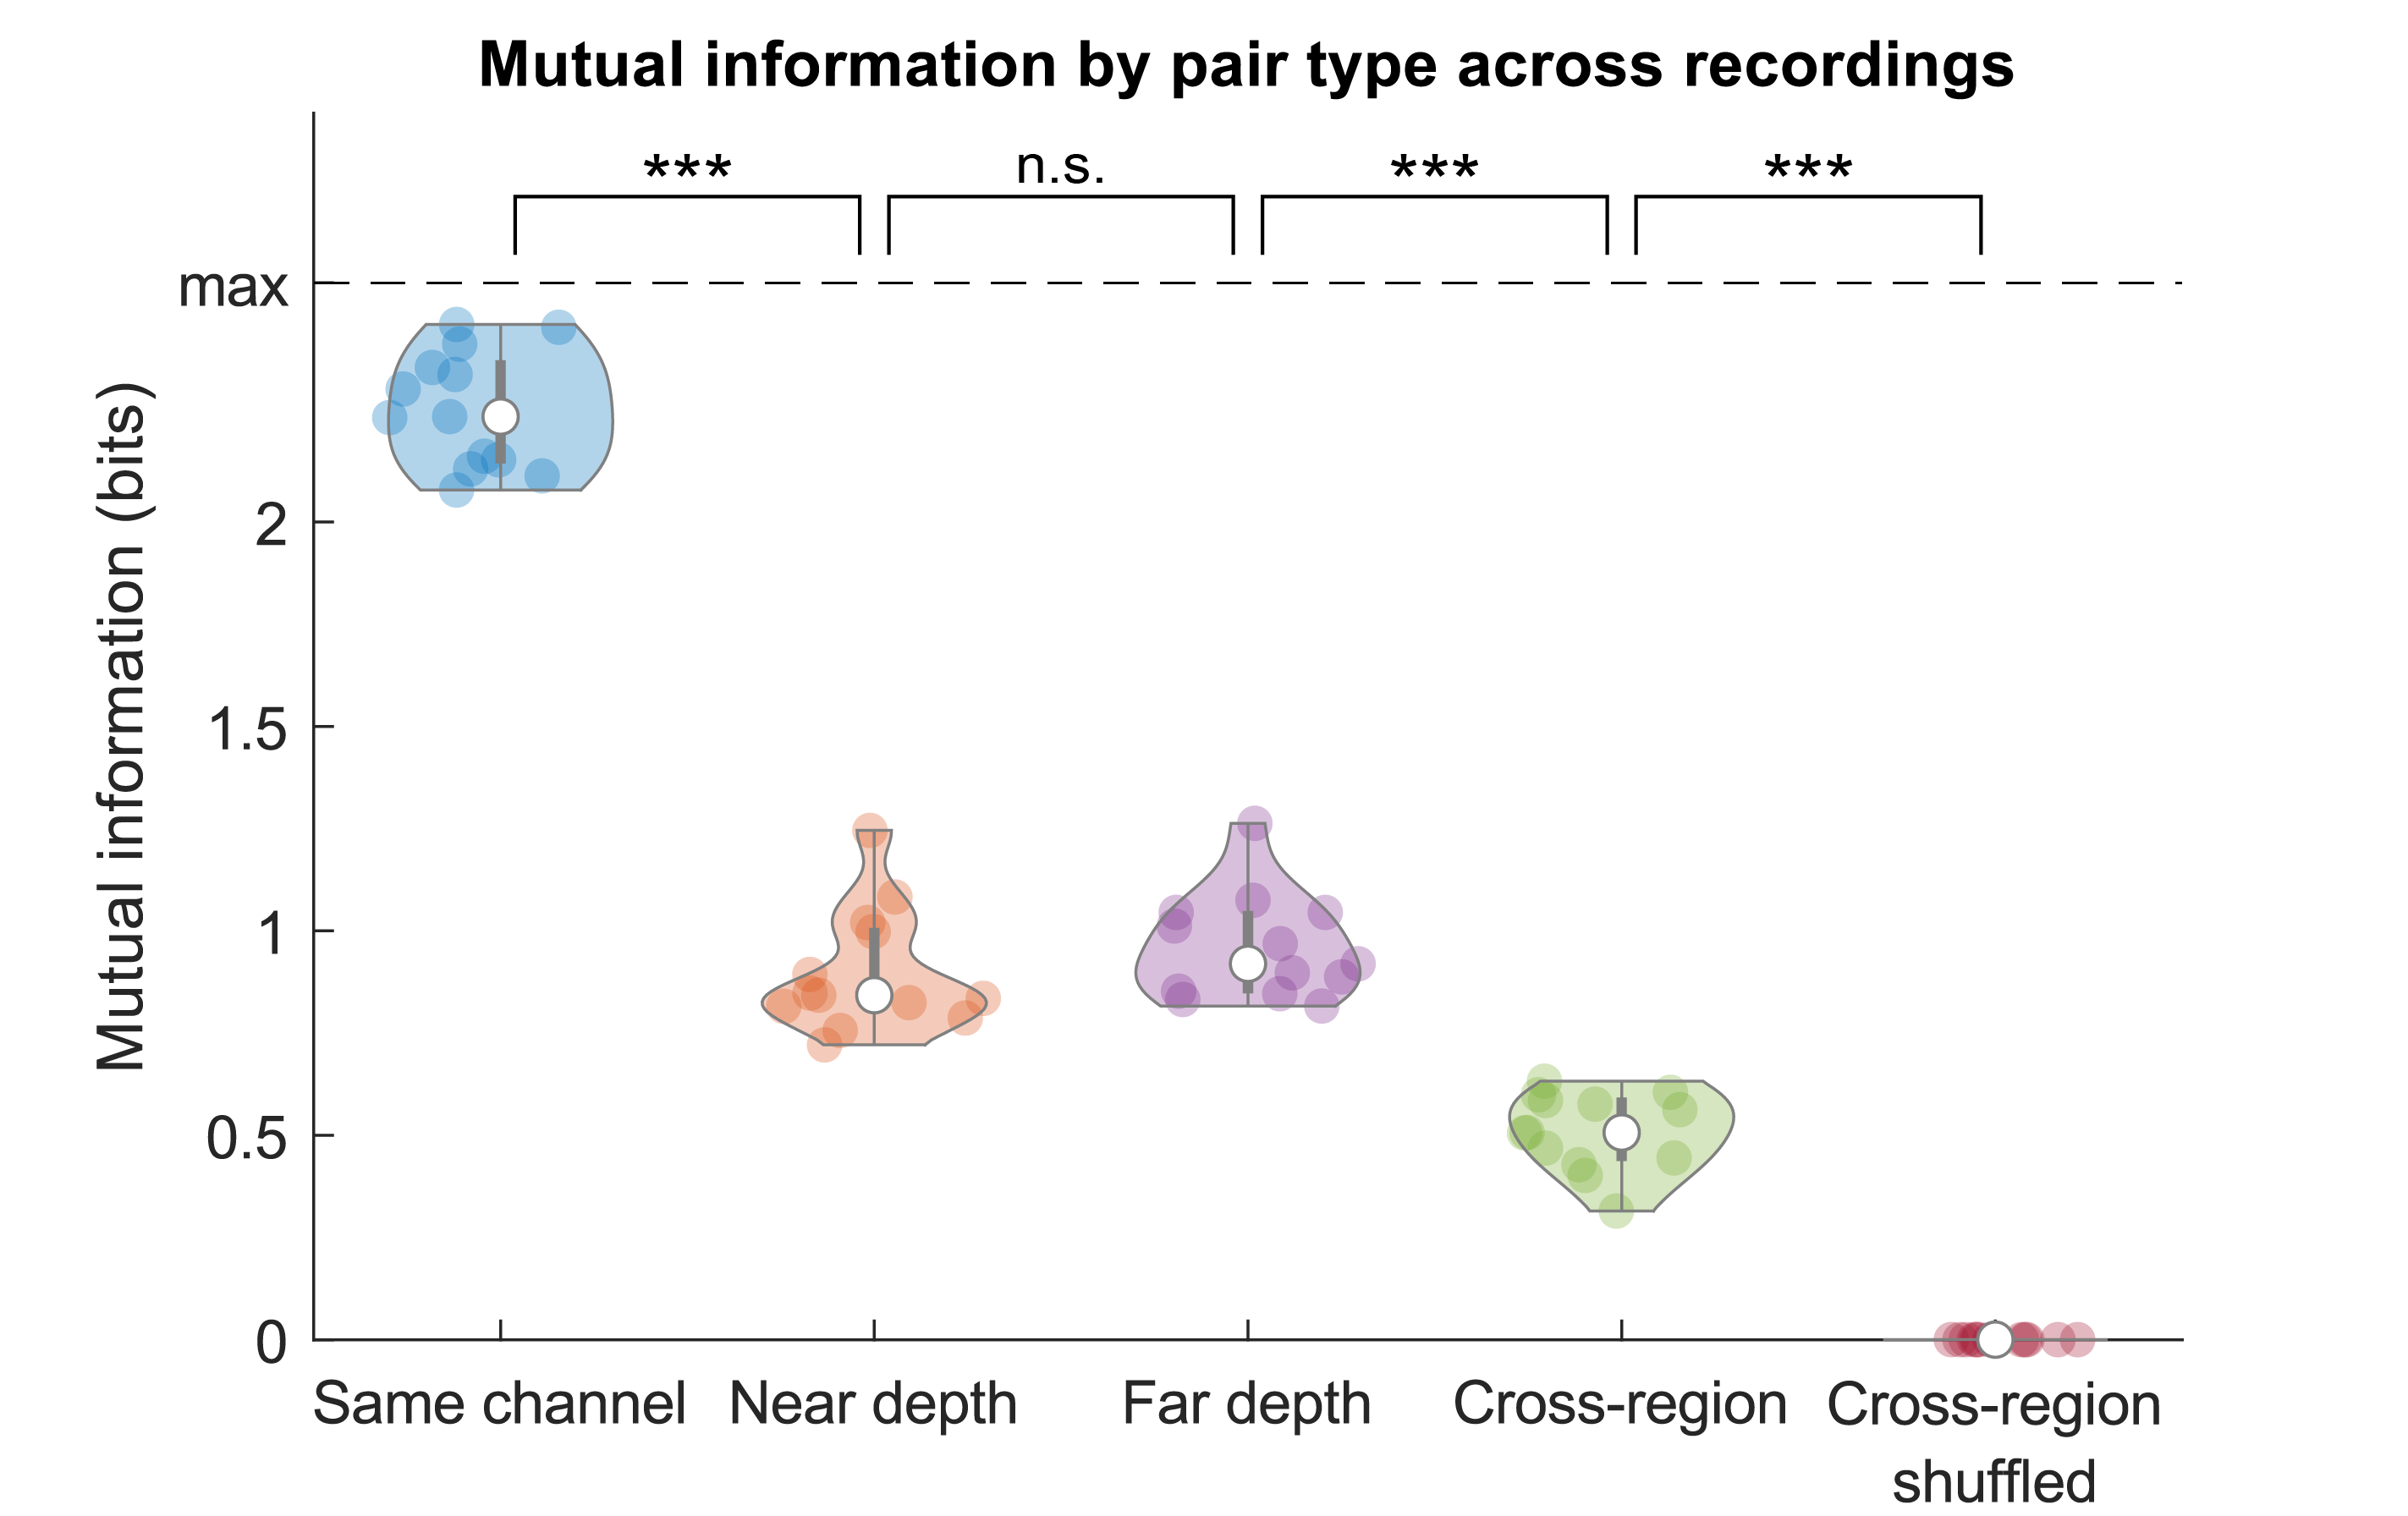 Mutual information by pair type across recordings
***
n.s.
***
***
max
2
1.5
1
0.5
0
Mutual information (bits)
Same channel
Near depth
Far depth
Cross-region
Cross-region
shuffled